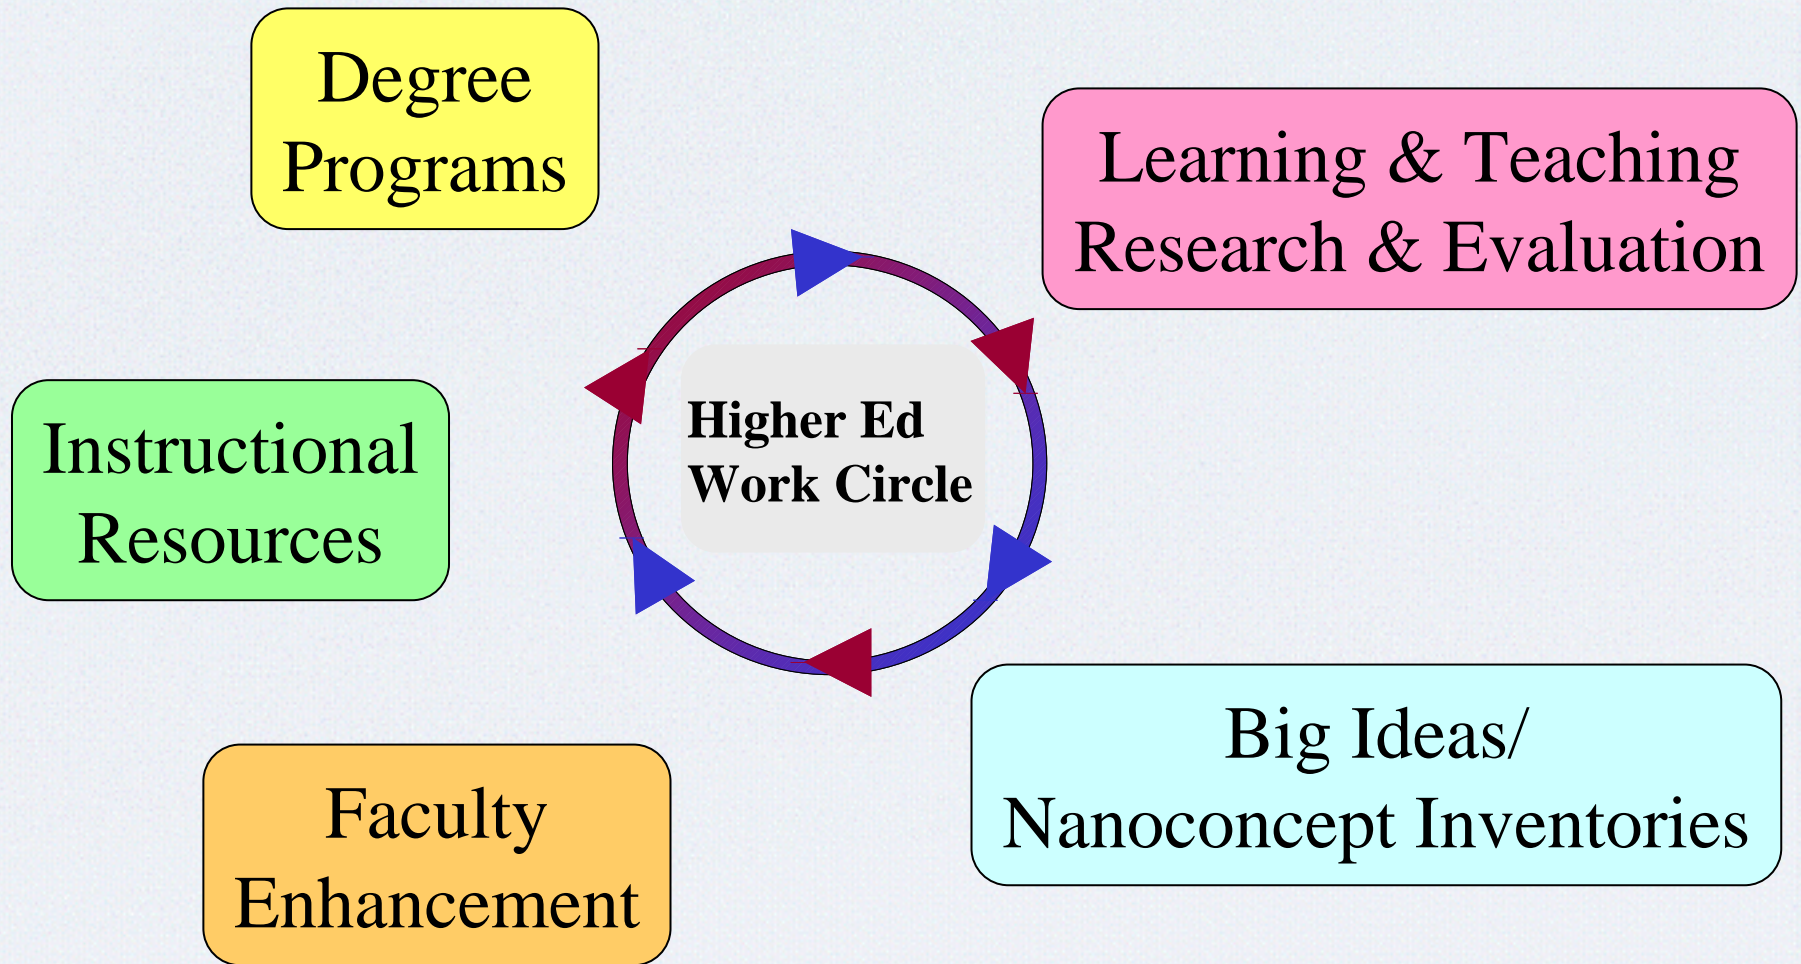 Degree
Programs
Learning & Teaching
Research & Evaluation
Higher Ed
Work Circle
Instructional
Resources
Big Ideas/
Nanoconcept Inventories
Faculty
Enhancement